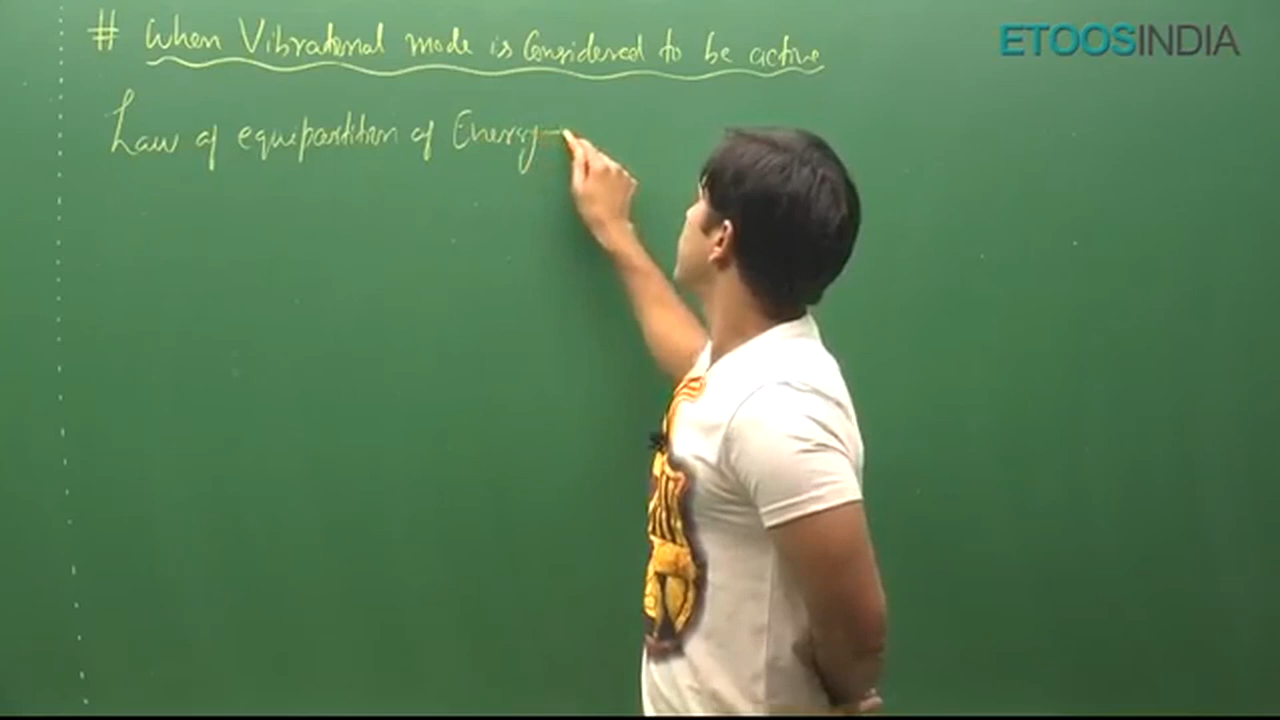 # When Vibrational mode is Considered to be active
ETOOSINDIA
Law of equipartition of Energy